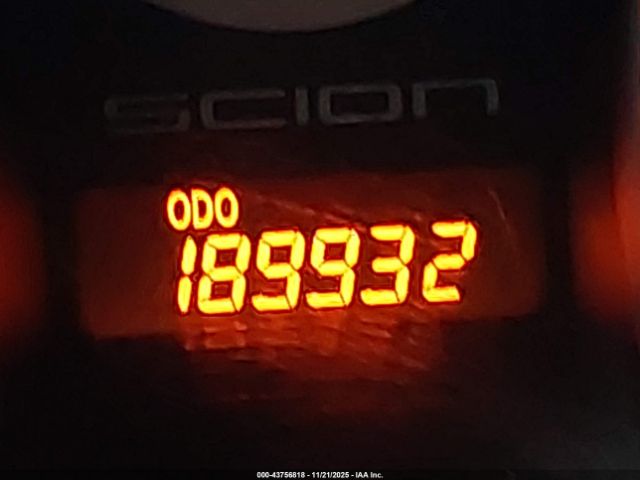 SCION
ODO
189932
000-43756818 - 11/21/2025 - IAA Inc.